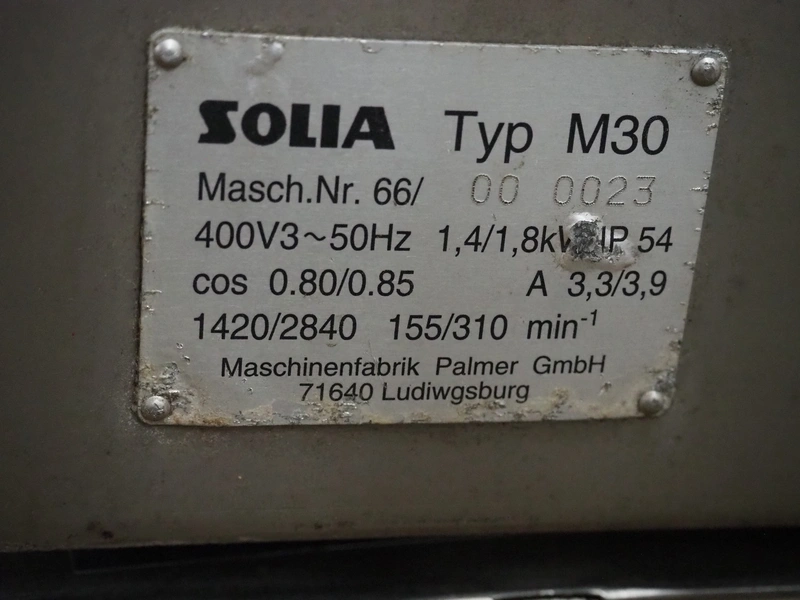 SOLIA Typ M30
Masch.Nr. 66/ 00 0023
400V3~50Hz 1,4/1,8kW IP 54
cos 0.80/0.85 A 3,3/3,9
1420/2840 155/310 min⁻¹
Maschinenfabrik Palmer GmbH
71640 Ludiwgsburg